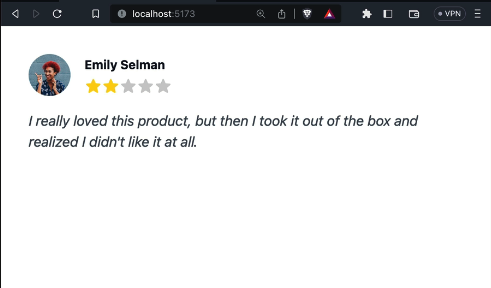 localhost:5173
VPN
Emily Selman
I really loved this product, but then I took it out of the box and
realized I didn't like it at all.